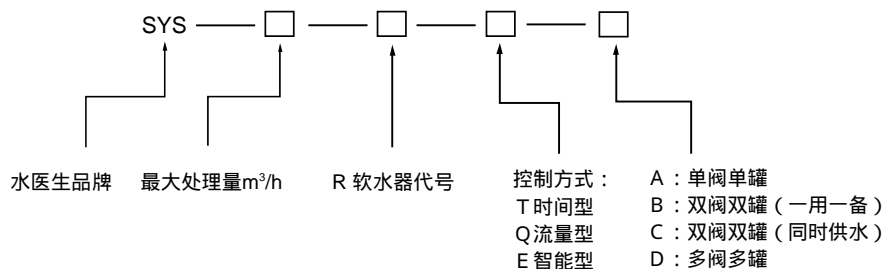 SYS
水医生品牌
最大处理量m³/h
R 软水器代号
控制方式：
T时间型
Q流量型
E智能型
A：单阀单罐
B：双阀双罐（一用一备）
C：双阀双罐（同时供水）
D：多阀多罐